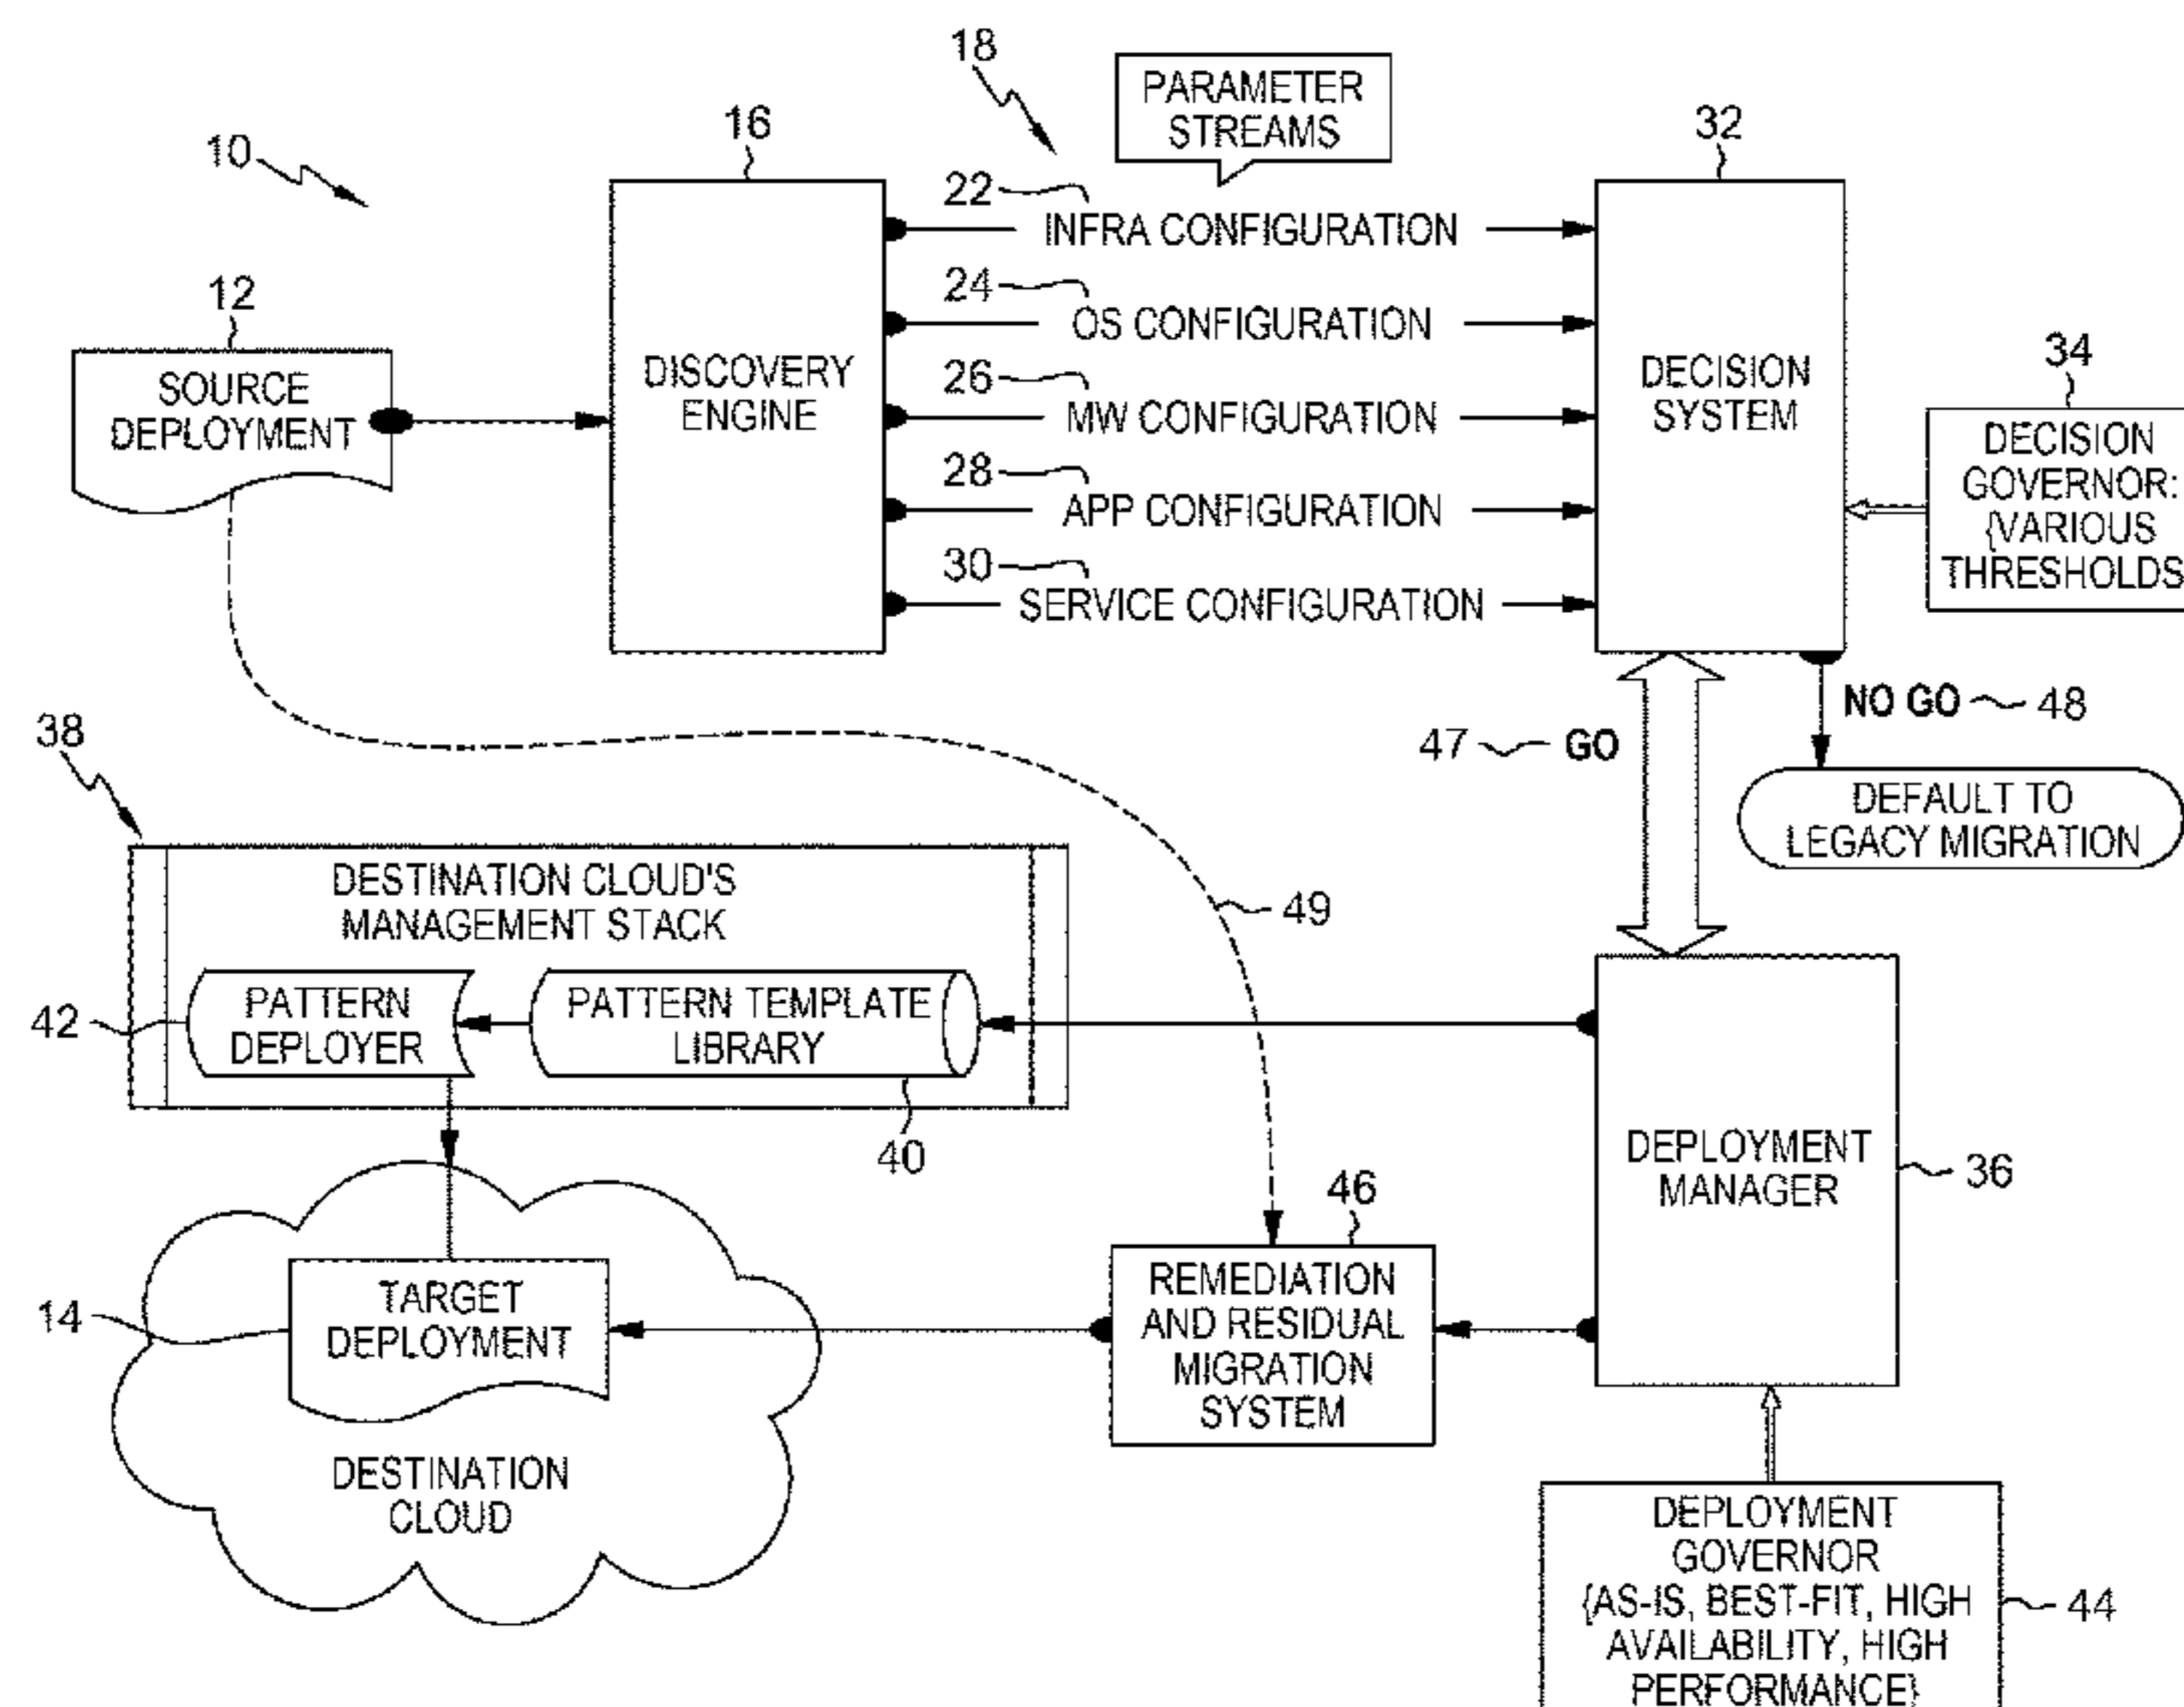 18
PARAMETER
STREAMS
10
16
32
22
INFRA CONFIGURATION
12
24
OS CONFIGURATION
SOURCE
DEPLOYMENT
DISCOVERY
ENGINE
26
MW CONFIGURATION
DECISION
SYSTEM
34
DECISION
GOVERNOR:
{VARIOUS
THRESHOLDS
28
APP CONFIGURATION
30
SERVICE CONFIGURATION
38
47
GO
NO GO
48
DEFAULT TO
LEGACY MIGRATION
DESTINATION CLOUD'S
MANAGEMENT STACK
49
42
PATTERN
DEPLOYER
PATTERN TEMPLATE
LIBRARY
40
DEPLOYMENT
MANAGER
36
46
14
TARGET
DEPLOYMENT
REMEDIATION
AND RESIDUAL
MIGRATION
SYSTEM
DESTINATION
CLOUD
DEPLOYMENT
GOVERNOR
{AS-IS, BEST-FIT, HIGH
AVAILABILITY, HIGH
PERFORMANCE}
44